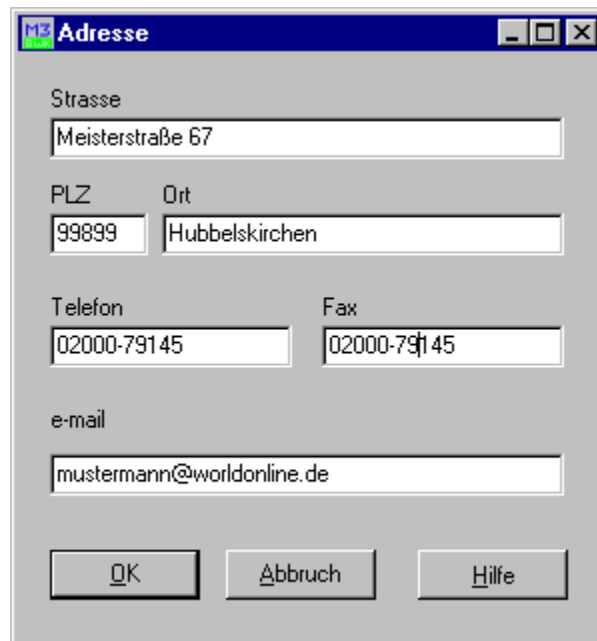 M3 Adresse
Strasse
Meisterstraße 67
PLZ Ort
99899 Hubbelskirchen
Telefon Fax
02000-79145 02000-79145
e-mail
mustermann@worldonline.de
OK Abbruch Hilfe